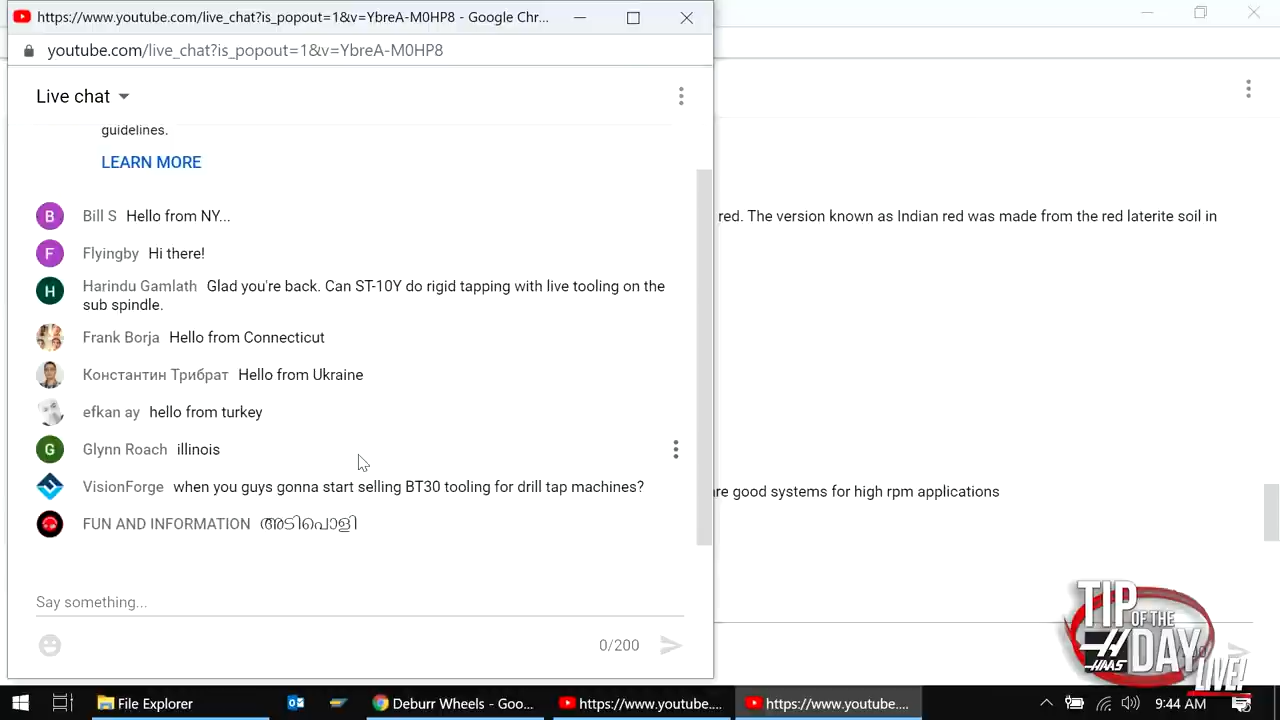 https://www.youtube.com/live_chat?is_popout=1&v=YbreA-M0HP8 - Google Chr...
youtube.com/live_chat?is_popout=1&v=YbreA-M0HP8
Live chat
guidelines.
LEARN MORE
B Bill S Hello from NY...
red. The version known as Indian red was made from the red laterite soil in
F Flyingby Hi there!
H Harindu Gamlath Glad you're back. Can ST-10Y do rigid tapping with live tooling on the
sub spindle.
Frank Borja Hello from Connecticut
Константин Трибрат Hello from Ukraine
efkan ay hello from turkey
G Glynn Roach illinois
VisionForge when you guys gonna start selling BT30 tooling for drill tap machines?
are good systems for high rpm applications
FUN AND INFORMATION അടിപൊളി
Say something...
0/200
TIP
OF THE
DAY
HAAS
LIVE!
File Explorer
Deburr Wheels - Goo...
https://www.youtube....
https://www.youtube....
9:44 AM